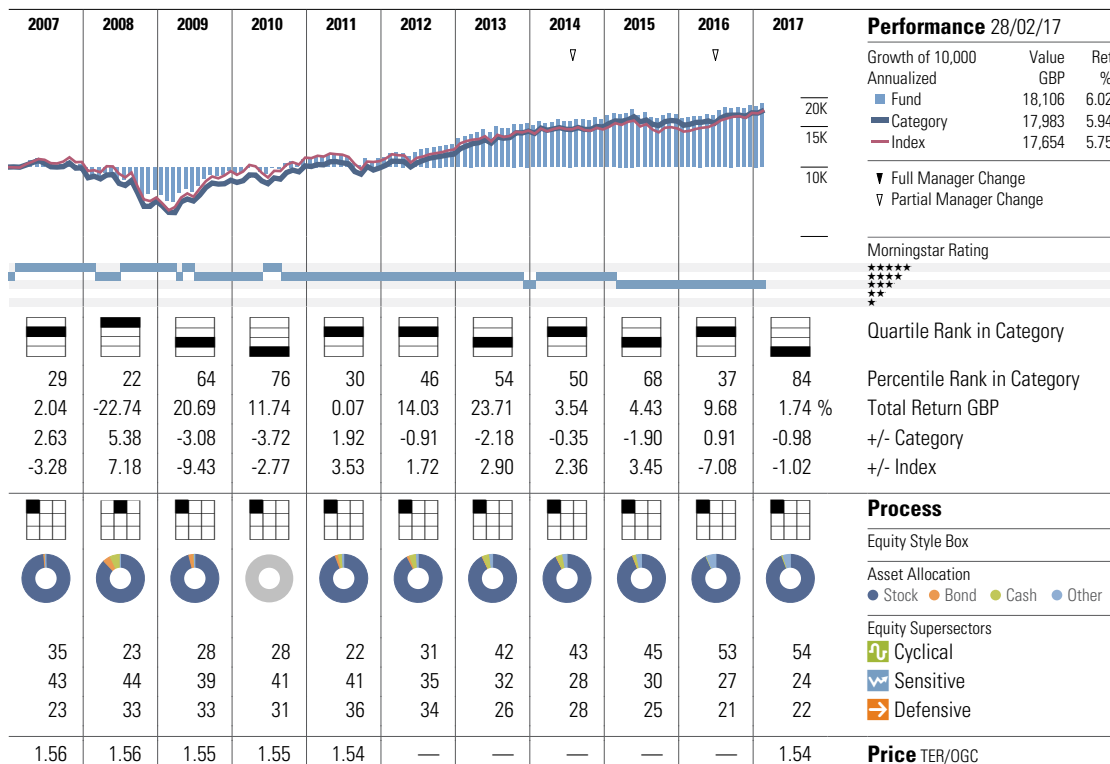 2007 2008 2009 2010 2011 2012 2013 2014 2015 2016 2017
Performance 28/02/17
Growth of 10,000 Value Ret
Annualized GBP %
Fund 18,106 6.02
Category 17,983 5.94
Index 17,654 5.75
20K
15K
10K
▼ Full Manager Change
▽ Partial Manager Change
Morningstar Rating
★★★★★
★★★★
★★★
★★
★
Quartile Rank in Category
29 22 64 76 30 46 54 50 68 37 84 Percentile Rank in Category
2.04 -22.74 20.69 11.74 0.07 14.03 23.71 3.54 4.43 9.68 1.74 % Total Return GBP
2.63 5.38 -3.08 -3.72 1.92 -0.91 -2.18 -0.35 -1.90 0.91 -0.98 +/- Category
-3.28 7.18 -9.43 -2.77 3.53 1.72 2.90 2.36 3.45 -7.08 -1.02 +/- Index
Process
Equity Style Box
Asset Allocation
Stock Bond Cash Other
Equity Supersectors
35 23 28 28 22 31 42 43 45 53 54 Cyclical
43 44 39 41 41 35 32 28 30 27 24 Sensitive
23 33 33 31 36 34 26 28 25 21 22 Defensive
1.56 1.56 1.55 1.55 1.54 — — — — — 1.54 Price TER/OGC